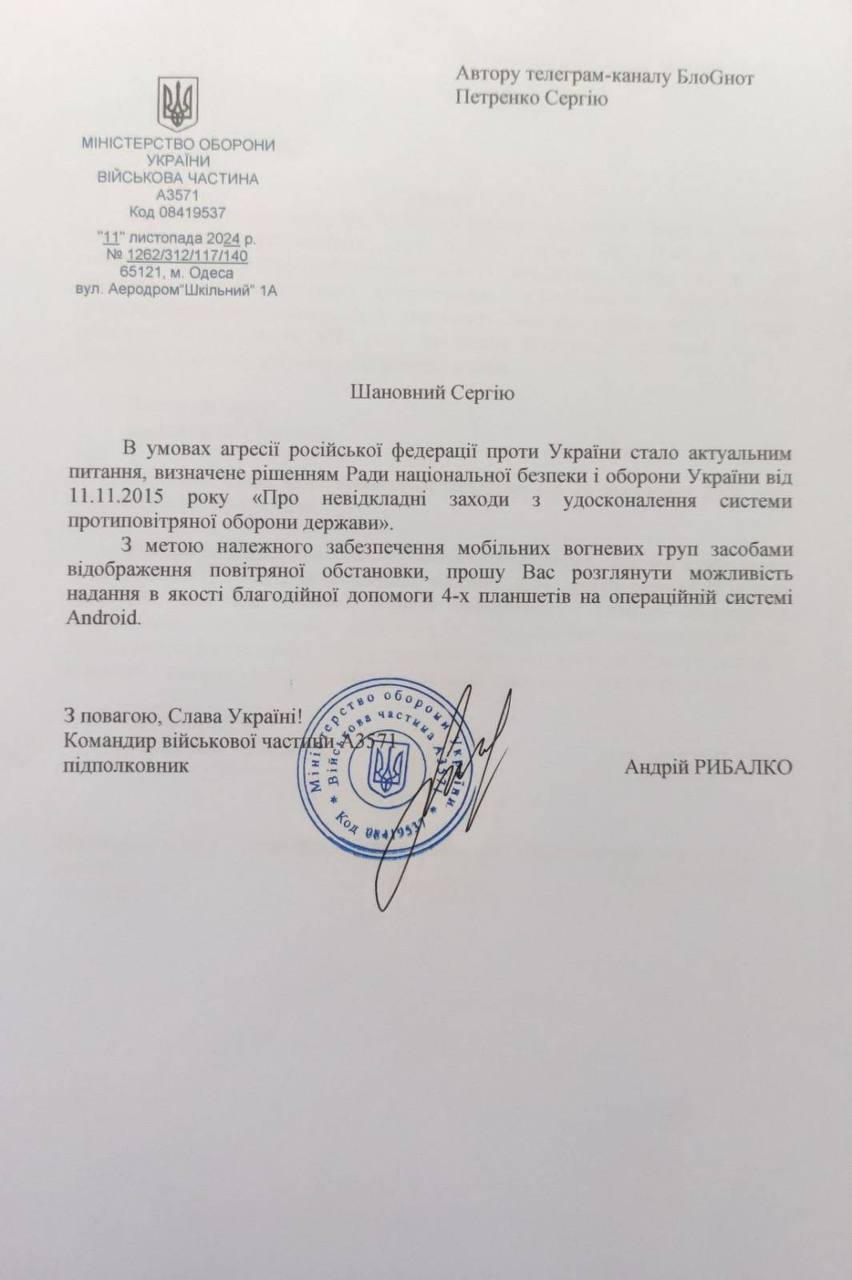 Автору телеграм-каналу БлоGнот
Петренко Сергію
МІНІСТЕРСТВО ОБОРОНИ
УКРАЇНИ
ВІЙСЬКОВА ЧАСТИНА
А3571
Код 08419537
"11" листопада 2024 р.
№ 1262/312/117/140
65121, м. Одеса
вул. Аеродром"Шкільний" 1А
Шановний Сергію
В умовах агресії російської федерації проти України стало актуальним
питання, визначене рішенням Ради національної безпеки і оборони України від
11.11.2015 року «Про невідкладні заходи з удосконалення системи
протиповітряної оборони держави».
З метою належного забезпечення мобільних вогневих груп засобами
відображення повітряної обстановки, прошу Вас розглянути можливість
надання в якості благодійної допомоги 4-х планшетів на операційній системі
Android.
З повагою, Слава Україні!
Командир військової частини А3571
підполковник
Андрій РИБАЛКО
Міністерство оборони України
* Військова частина А3571 *
Код 08419537